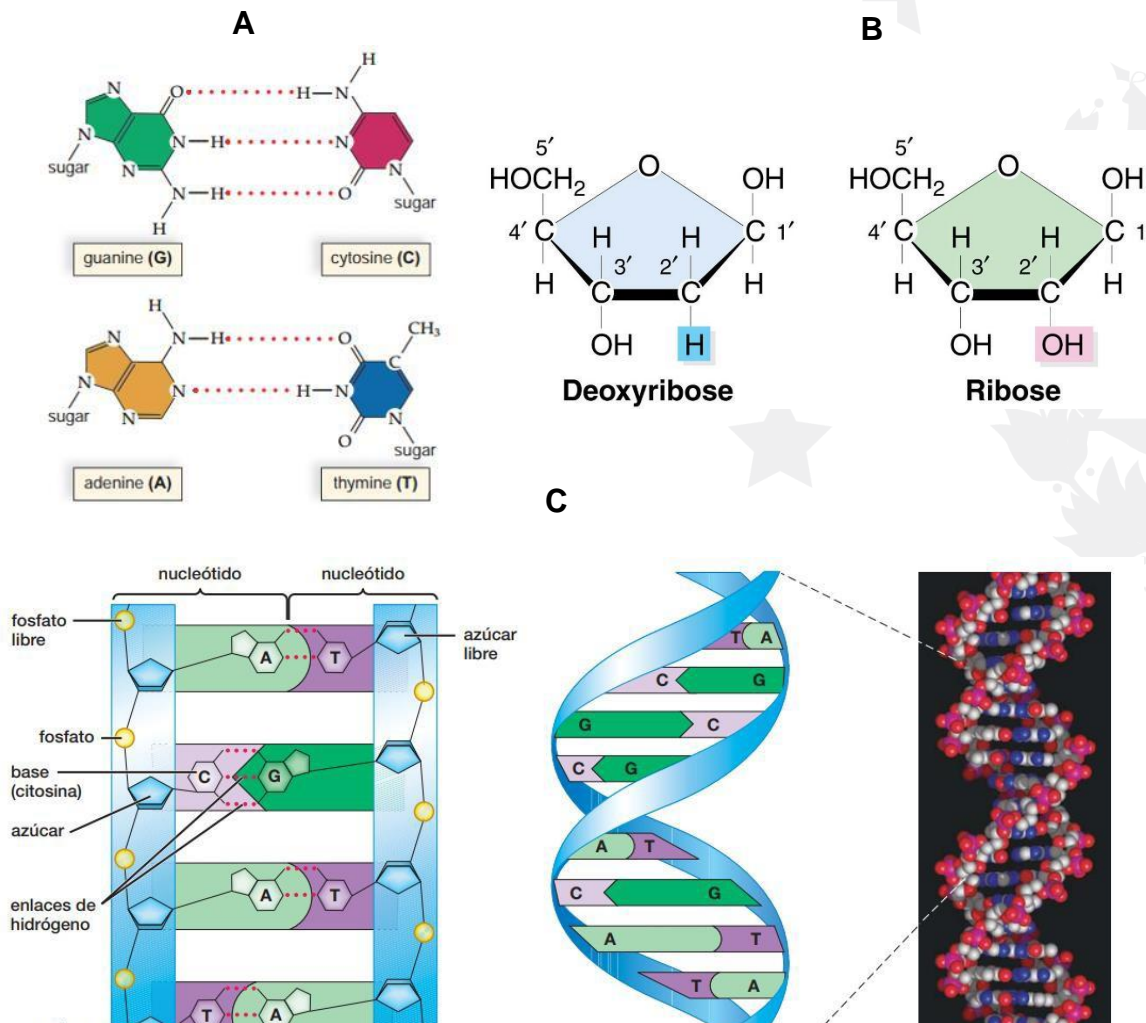 A
B
H
N
O
H
N
N
H
N
N
N
sugar
N
H
O
N
sugar
H
guanine (G)
cytosine (C)
H
N
N
H
O
CH3
C
N
N
H
N
sugar
N
O
N
sugar
adenine (A)
thymine (T)
5′
HOCH2
O
OH
4′ C
H
H
C 1′
3′
2′
H
C
C
H
OH
H
Deoxyribose
5′
HOCH2
O
OH
4′ C
H
H
C 1
3′
2′
H
C
C
H
OH
OH
Ribose
C
nucleótido
nucleótido
fosfato
libre
azúcar
libre
A
T
fosfato
base
(citosina)
C
G
azúcar
enlaces de
hidrógeno
A
T
T
A
T
A
C
G
G
C
C
G
A
T
C
G
A
T
T
A